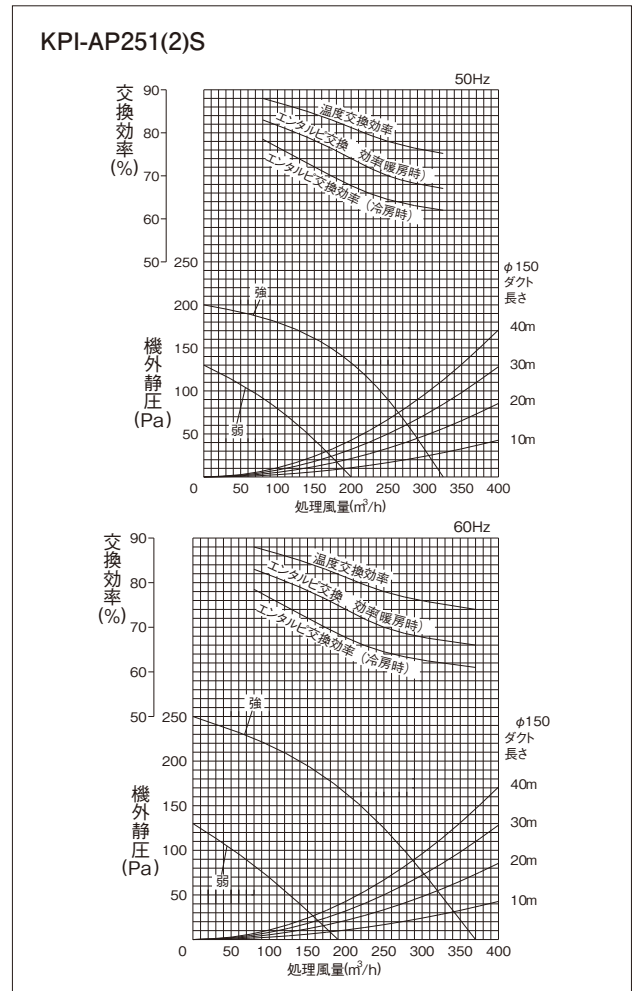 KPI-AP251(2)S
50Hz
交換効率
(%)
90
80
70
60
50
温度交換効率
エンタルピ交換 効率(暖房時)
エンタルピ交換効率(冷房時)
250
200
150
100
50
0
機外静圧
(Pa)
強
弱
φ150
ダクト
長さ
40m
30m
20m
10m
50 100 150 200 250 300 350 400
処理風量(m³/h)
60Hz
交換効率
(%)
90
80
70
60
50
温度交換効率
エンタルピ交換 効率(暖房時)
エンタルピ交換効率(冷房時)
250
200
150
100
50
0
機外静圧
(Pa)
強
弱
φ150
ダクト
長さ
40m
30m
20m
10m
50 100 150 200 250 300 350 400
処理風量(m³/h)